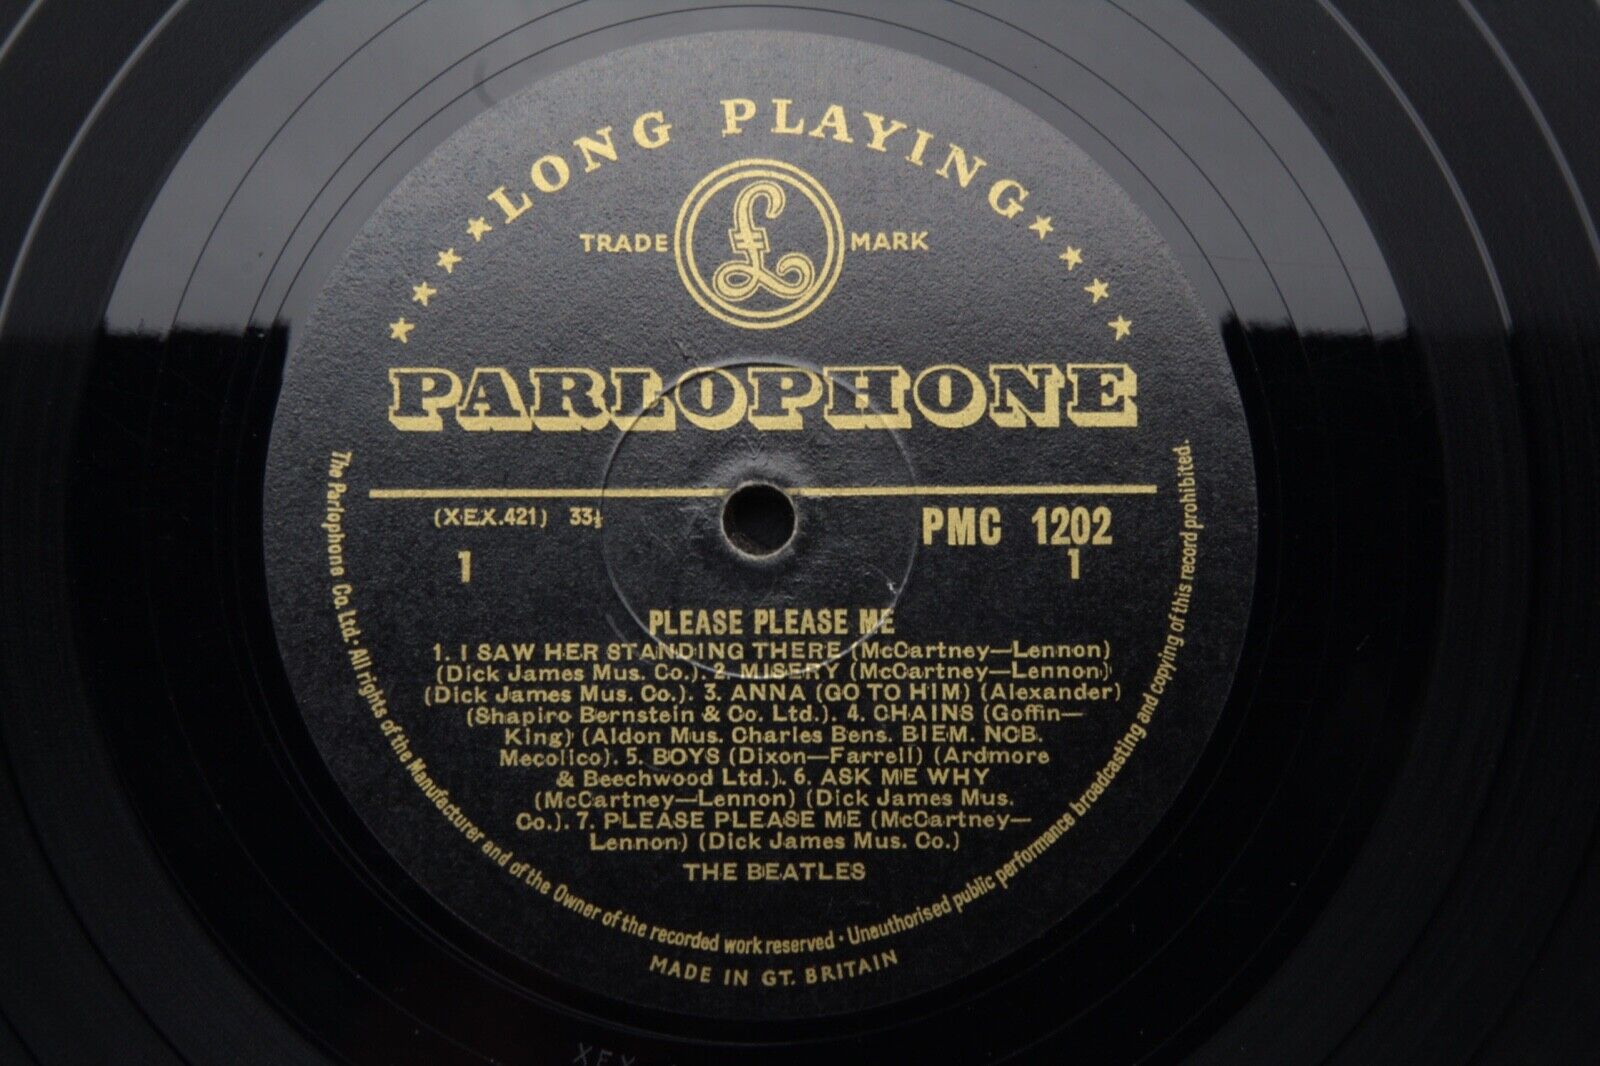 LONG PLAYING
TRADE £ MARK
PARLOPHONE
(XEX.421) 33⅓
PMC 1202
1
1
PLEASE PLEASE ME
1. I SAW HER STANDING THERE (McCartney—Lennon)
(Dick James Mus. Co.). 2. MISERY (McCartney—Lennon)
(Dick James Mus. Co.). 3. ANNA (GO TO HIM) (Alexander)
(Shapiro Bernstein & Co. Ltd.). 4. CHAINS (Goffin—
King) (Aldon Mus. Charles Bens. BIEM. NCB.
Mecolico). 5. BOYS (Dixon—Farrell) (Ardmore
& Beechwood Ltd.). 6. ASK ME WHY
(McCartney—Lennon) (Dick James Mus.
Co.). 7. PLEASE PLEASE ME (McCartney—
Lennon) (Dick James Mus. Co.)
THE BEATLES
The Parlophone Co. Ltd · All rights of the Manufacturer and of the Owner of the recorded work reserved · Unauthorised public performance broadcasting and copying of this record prohibited.
MADE IN GT. BRITAIN
XEX